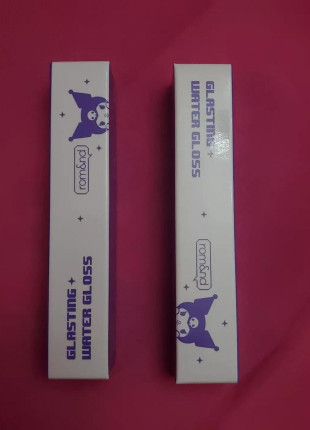 rom&nd
GLASTING
WATER GLOSS
GLASTING
WATER GLOSS
rom&nd